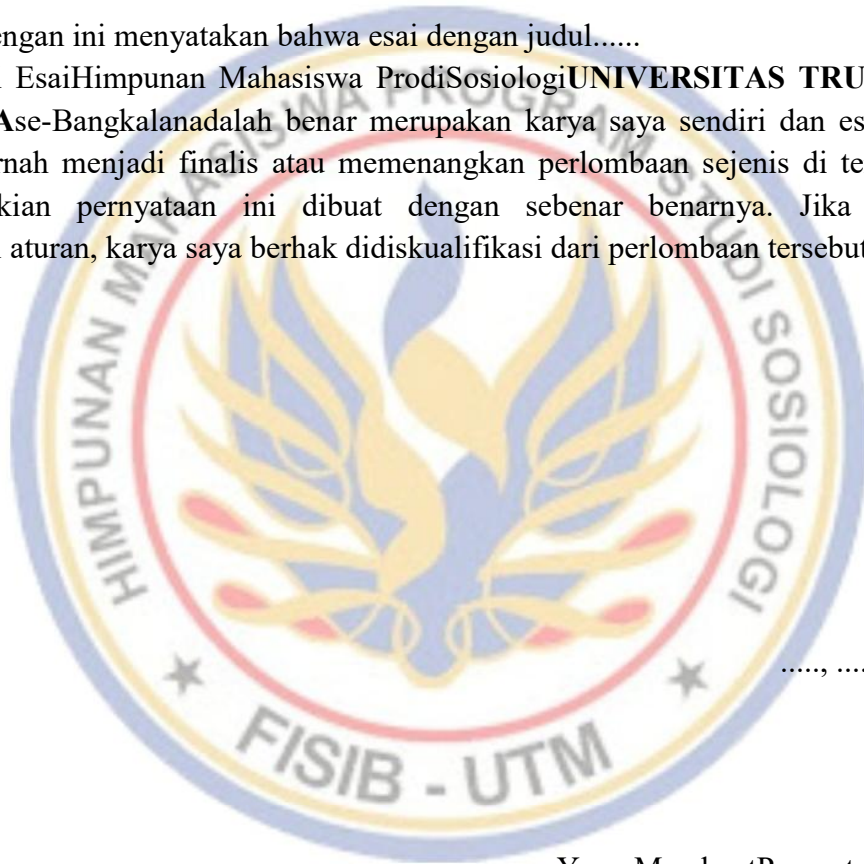 engan ini menyatakan bahwa esai dengan judul......
EsaiHimpunan Mahasiswa ProdiSosiologiUNIVERSITAS TRU
Ase-Bangkalanadalah benar merupakan karya saya sendiri dan es
rnah menjadi finalis atau memenangkan perlombaan sejenis di te
kian pernyataan ini dibuat dengan sebenar benarnya. Jika
aturan, karya saya berhak didiskualifikasi dari perlombaan tersebut
HIMPUNAN MAHASISWA PROGRAM STUDI SOSIOLOGI
....., ....
FISIB - UTM